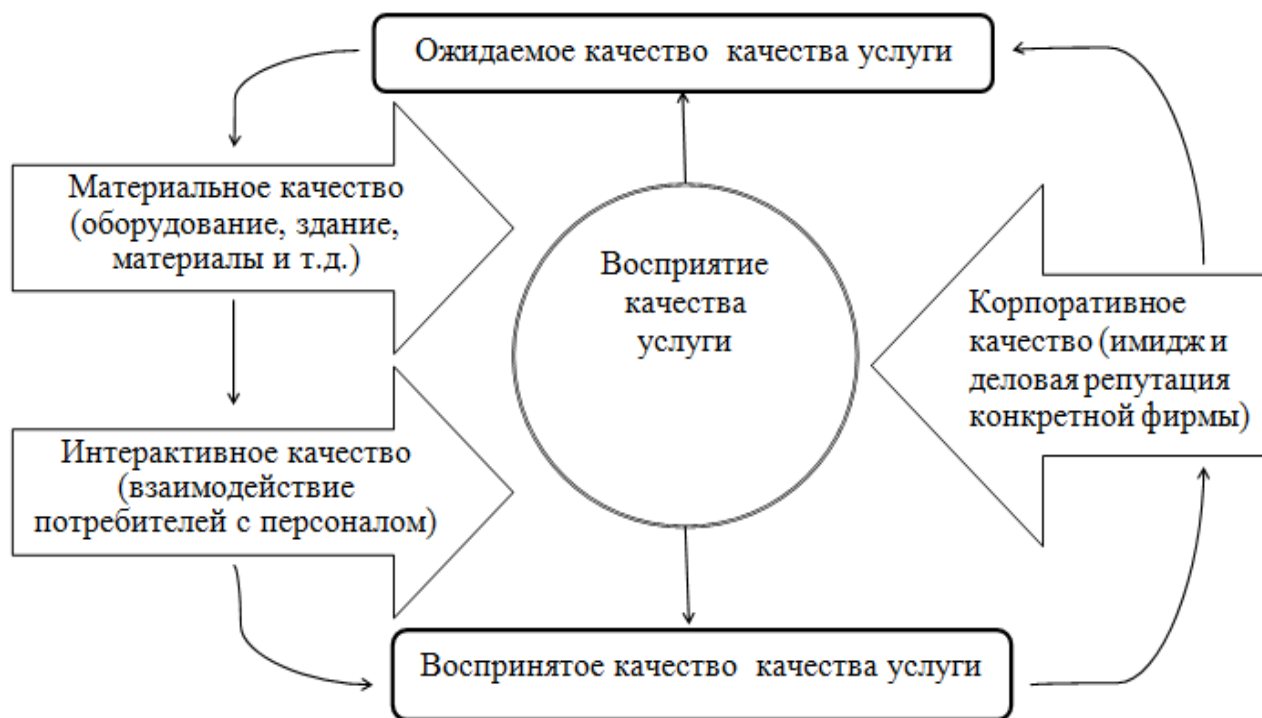 Ожидаемое качество качества услуги
Материальное качество
(оборудование, здание,
материалы и т.д.)
Восприятие
качества
услуги
Корпоративное
качество (имидж и
деловая репутация
конкретной фирмы)
Интерактивное качество
(взаимодействие
потребителей с персоналом)
Воспринятое качество качества услуги